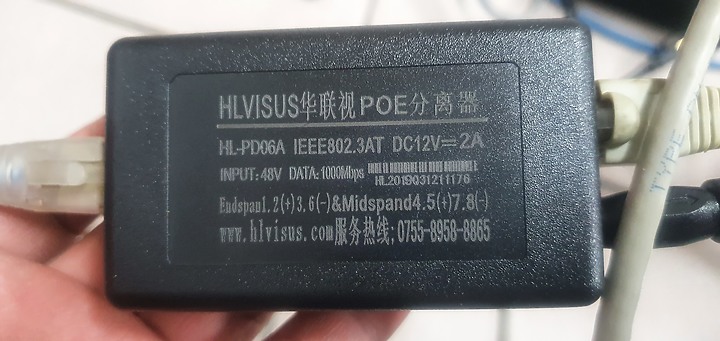 HLVISUS华联视POE分离器
HL-PD06A IEEE802.3AT DC12V⎓2A
INPUT:48V DATA:1000Mbps
HL2019031211176
Endspan1.2(+)3.6(-)&Midspand4.5(+)7.8(-)
www.hlvisus.com服务热线;0755-8958-8865
TYPE